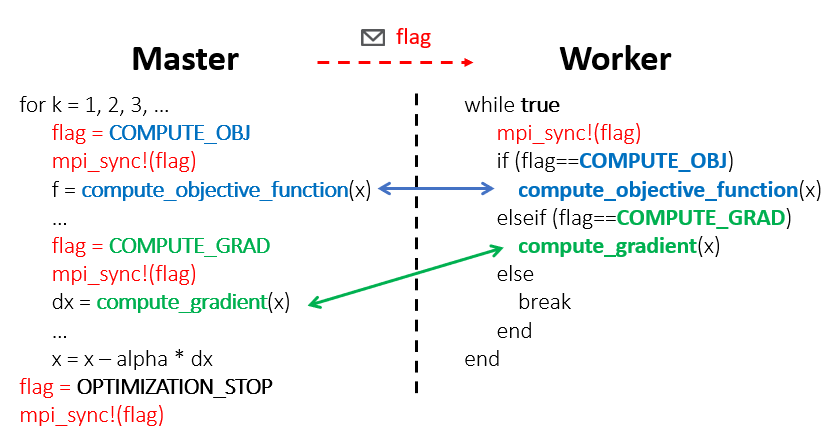 flag
Master
Worker
for k = 1, 2, 3, ...
flag = COMPUTE_OBJ
mpi_sync!(flag)
f = compute_objective_function(x)
...
flag = COMPUTE_GRAD
mpi_sync!(flag)
dx = compute_gradient(x)
...
x = x – alpha * dx
flag = OPTIMIZATION_STOP
mpi_sync!(flag)
while true
mpi_sync!(flag)
if (flag==COMPUTE_OBJ)
compute_objective_function(x)
elseif (flag==COMPUTE_GRAD)
compute_gradient(x)
else
break
end
end